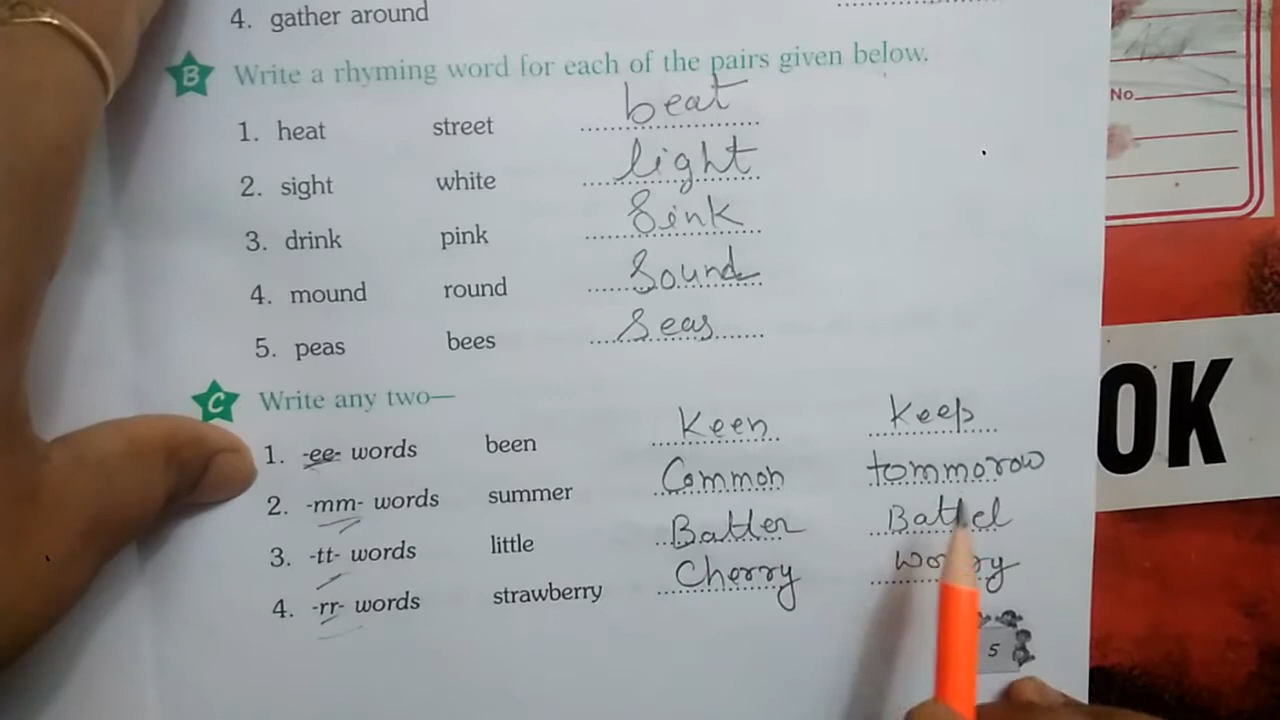 4. gather around
B Write a rhyming word for each of the pairs given below.
1. heat street beat
2. sight white light
3. drink pink Sink
4. mound round Sound
5. peas bees Seas
C Write any two—
1. -ee- words been Keen Keep
2. -mm- words summer Common tommorow
3. -tt- words little Batter Battel
4. -rr- words strawberry Cherry
5
No
OK